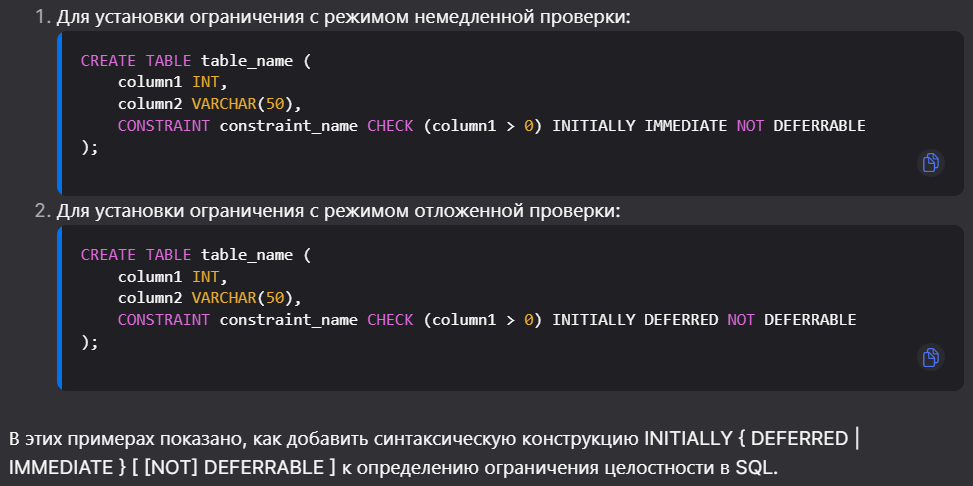 1. Для установки ограничения с режимом немедленной проверки:
CREATE TABLE table_name (
    column1 INT,
    column2 VARCHAR(50),
    CONSTRAINT constraint_name CHECK (column1 > 0) INITIALLY IMMEDIATE NOT DEFERRABLE
);
2. Для установки ограничения с режимом отложенной проверки:
CREATE TABLE table_name (
    column1 INT,
    column2 VARCHAR(50),
    CONSTRAINT constraint_name CHECK (column1 > 0) INITIALLY DEFERRED NOT DEFERRABLE
);
В этих примерах показано, как добавить синтаксическую конструкцию INITIALLY { DEFERRED |
IMMEDIATE } [ [NOT] DEFERRABLE ] к определению ограничения целостности в SQL.